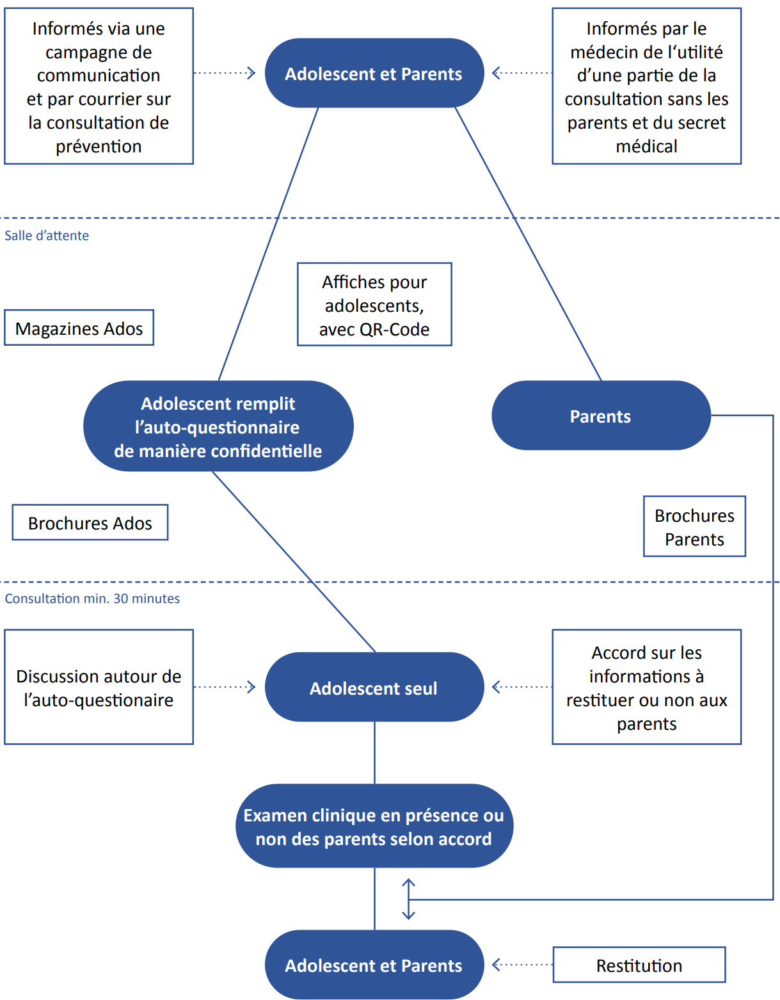 Informés via une
campagne de
communication
et par courrier sur
la consultation de
prévention
Adolescent et Parents
Informés par le
médecin de l‘utilité
d’une partie de la
consultation sans les
parents et du secret
médical
Salle d’attente
Affiches pour
adolescents,
avec QR-Code
Magazines Ados
Adolescent remplit
l’auto-questionnaire
de manière confidentielle
Parents
Brochures Ados
Brochures
Parents
Consultation min. 30 minutes
Discussion autour de
l’auto-questionaire
Adolescent seul
Accord sur les
informations à
restituer ou non aux
parents
Examen clinique en présence ou
non des parents selon accord
Adolescent et Parents
Restitution